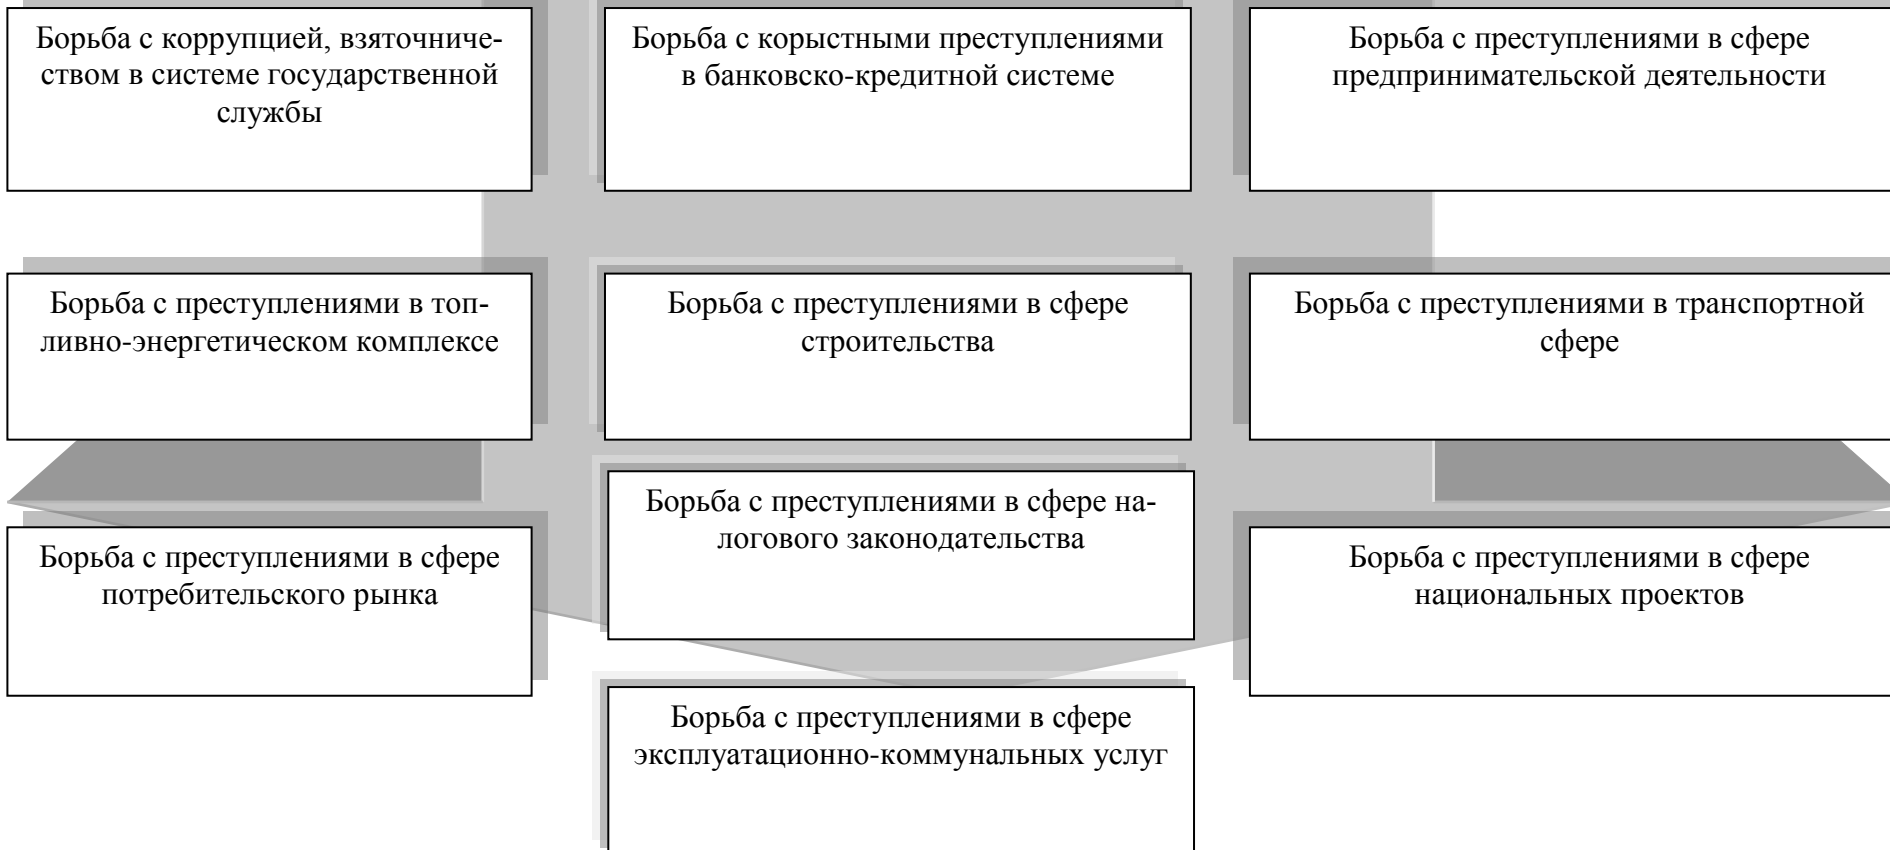 Борьба с коррупцией, взяточниче-
ством в системе государственной
службы
Борьба с корыстными преступлениями
в банковско-кредитной системе
Борьба с преступлениями в сфере
предпринимательской деятельности
Борьба с преступлениями в топ-
ливно-энергетическом комплексе
Борьба с преступлениями в сфере
строительства
Борьба с преступлениями в транспортной
сфере
Борьба с преступлениями в сфере
потребительского рынка
Борьба с преступлениями в сфере на-
логового законодательства
Борьба с преступлениями в сфере
национальных проектов
Борьба с преступлениями в сфере
эксплуатационно-коммунальных услуг